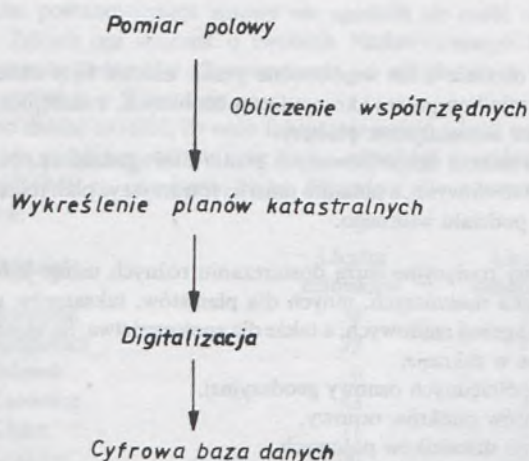 Pomiar polowy
Obliczenie współrzędnych
Wykreślenie planów katastralnych
Digitalizacja
Cyfrowa baza danych